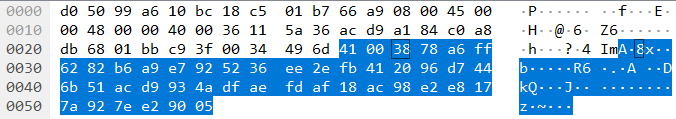 0000 d0 50 99 a6 10 bc 18 c5 01 b7 66 a9 08 00 45 00 ·P········f···E·
0010 00 48 00 00 40 00 36 11 5a 36 ac d9 a1 84 c0 a8 ·H··@·6·Z6······
0020 db 68 01 bb c9 3f 00 34 49 6d 41 00 38 78 a6 ff ·h···?·4ImA·8x··
0030 62 82 b6 a9 e7 92 52 36 ee 2e fb 41 20 96 d7 44 b·····R6·.·A ··D
0040 6b 51 ac d9 93 4a df ae fd af 18 ac 98 e2 e8 17 kQ···J··········
0050 7a 92 7e e2 90 05 z·~···